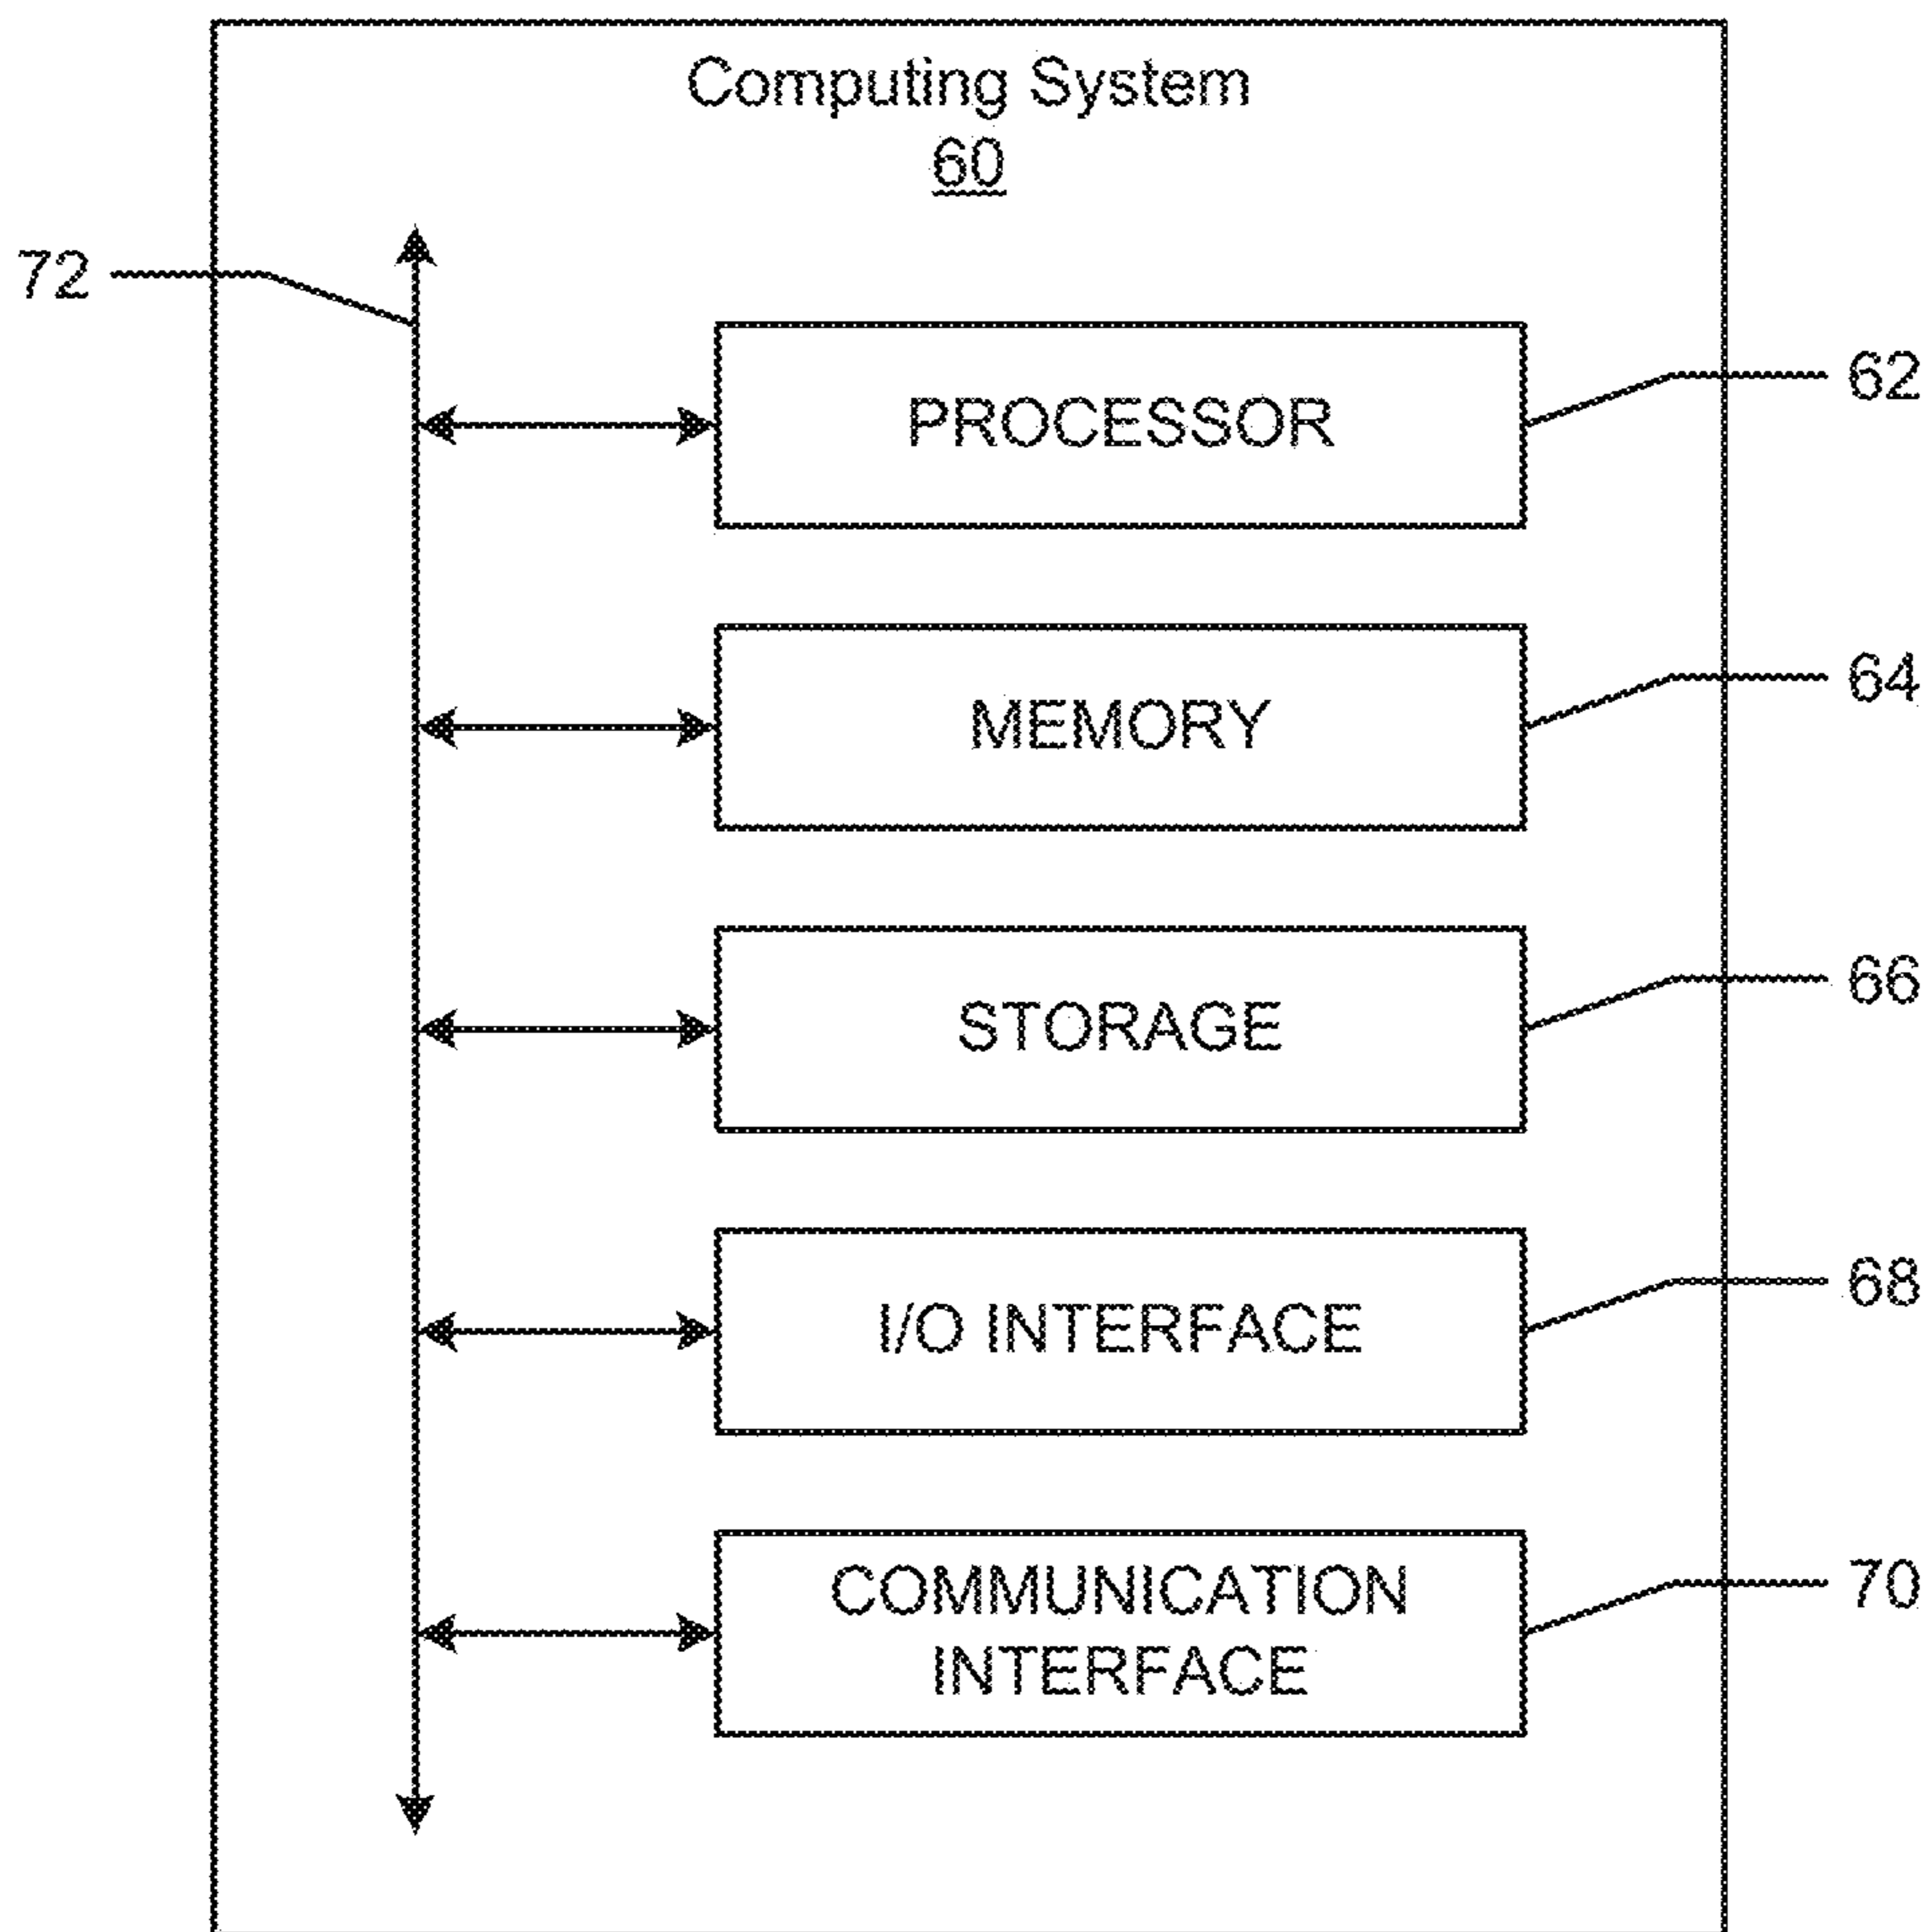 Computing System
60
72
PROCESSOR
62
MEMORY
64
STORAGE
66
I/O INTERFACE
68
COMMUNICATION
INTERFACE
70